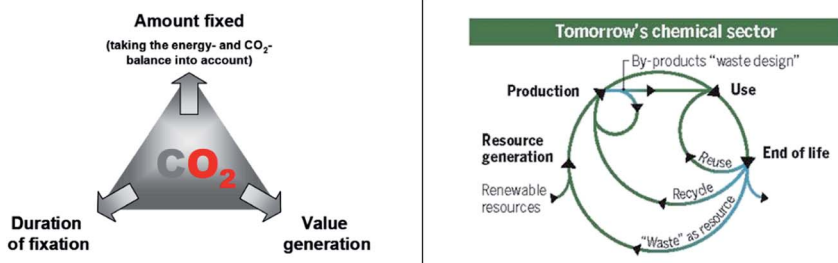 Amount fixed
(taking the energy- and CO₂-
balance into account)
CO₂
Duration
of fixation
Value
generation
Tomorrow's chemical sector
By-products "waste design"
Production
Use
Resource
generation
End of life
Reuse
Renewable
resources
Recycle
"Waste" as resource